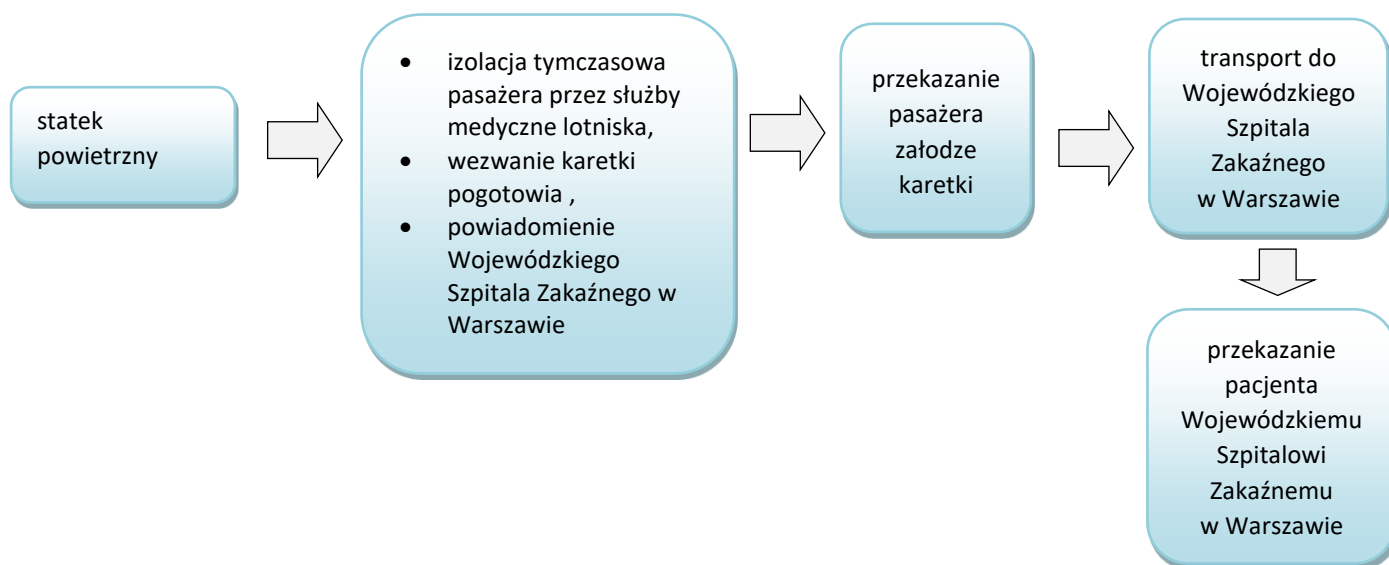 statek
powietrzny
• izolacja tymczasowa
pasażera przez służby
medyczne lotniska,
• wezwanie karetki
pogotowia ,
• powiadomienie
Wojewódzkiego
Szpitala Zakaźnego w
Warszawie
przekazanie
pasażera
załodze
karetki
transport do
Wojewódzkiego
Szpitala
Zakaźnego
w Warszawie
przekazanie
pacjenta
Wojewódzkiemu
Szpitalowi
Zakaźnemu
w Warszawie